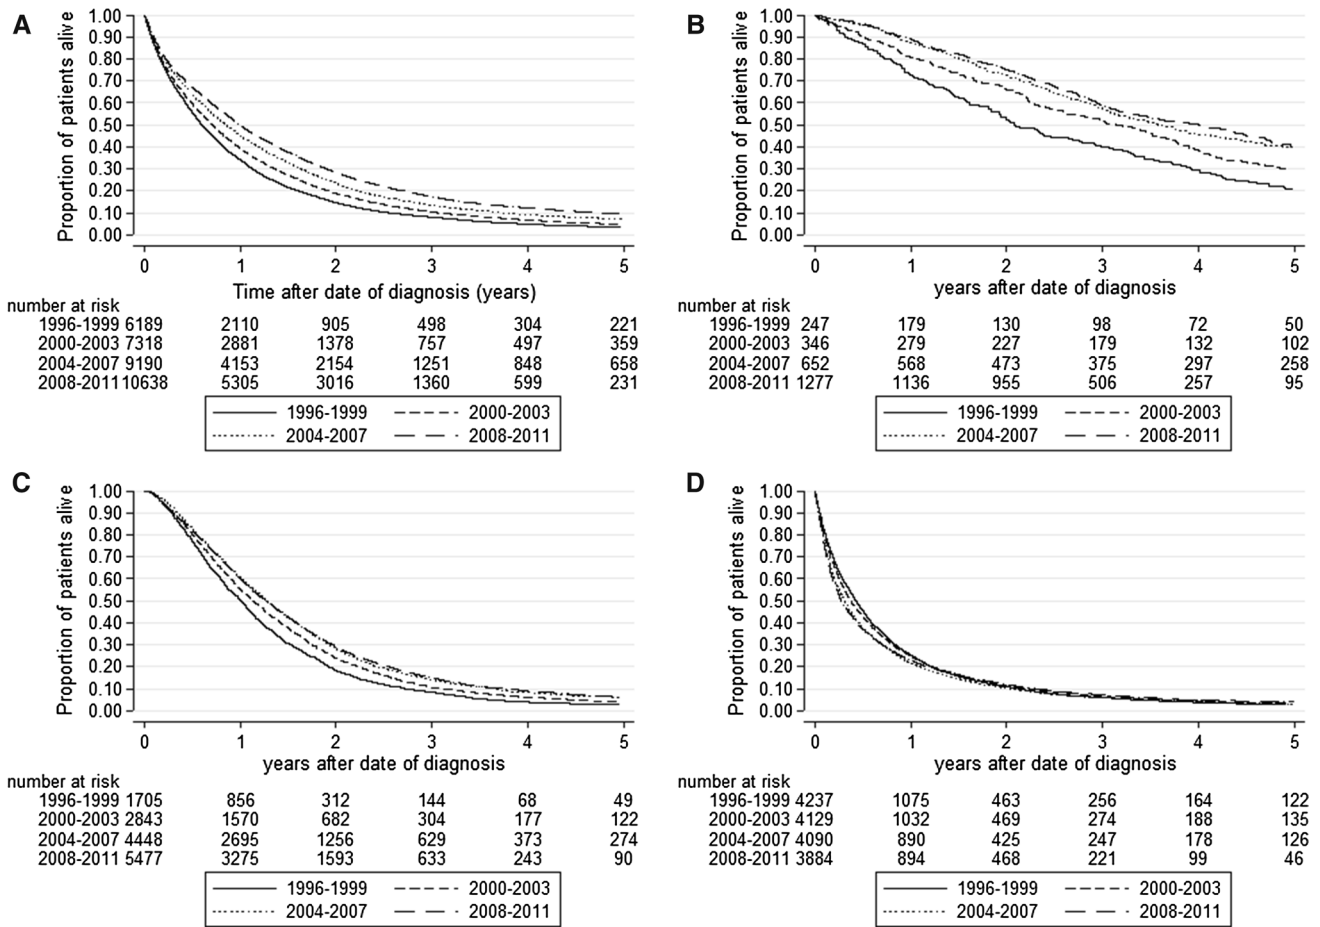 A
Proportion of patients alive
1.00
0.90
0.80
0.70
0.60
0.50
0.40
0.30
0.20
0.10
0.00
0 1 2 3 4 5
Time after date of diagnosis (years)
number at risk
1996-1999 6189 2110 905 498 304 221
2000-2003 7318 2881 1378 757 497 359
2004-2007 9190 4153 2154 1251 848 658
2008-2011 10638 5305 3016 1360 599 231
1996-1999 2000-2003
2004-2007 2008-2011
B
Proportion of patients alive
1.00
0.90
0.80
0.70
0.60
0.50
0.40
0.30
0.20
0.10
0.00
0 1 2 3 4 5
years after date of diagnosis
number at risk
1996-1999 247 179 130 98 72 50
2000-2003 346 279 227 179 132 102
2004-2007 652 568 473 375 297 258
2008-2011 1277 1136 955 506 257 95
1996-1999 2000-2003
2004-2007 2008-2011
C
Proportion of patients alive
1.00
0.90
0.80
0.70
0.60
0.50
0.40
0.30
0.20
0.10
0.00
0 1 2 3 4 5
years after date of diagnosis
number at risk
1996-1999 1705 856 312 144 68 49
2000-2003 2843 1570 682 304 177 122
2004-2007 4448 2695 1256 629 373 274
2008-2011 5477 3275 1593 633 243 90
1996-1999 2000-2003
2004-2007 2008-2011
D
Proportion of patients alive
1.00
0.90
0.80
0.70
0.60
0.50
0.40
0.30
0.20
0.10
0.00
0 1 2 3 4 5
years after date of diagnosis
number at risk
1996-1999 4237 1075 463 256 164 122
2000-2003 4129 1032 469 274 188 135
2004-2007 4090 890 425 247 178 126
2008-2011 3884 894 468 221 99 46
1996-1999 2000-2003
2004-2007 2008-2011